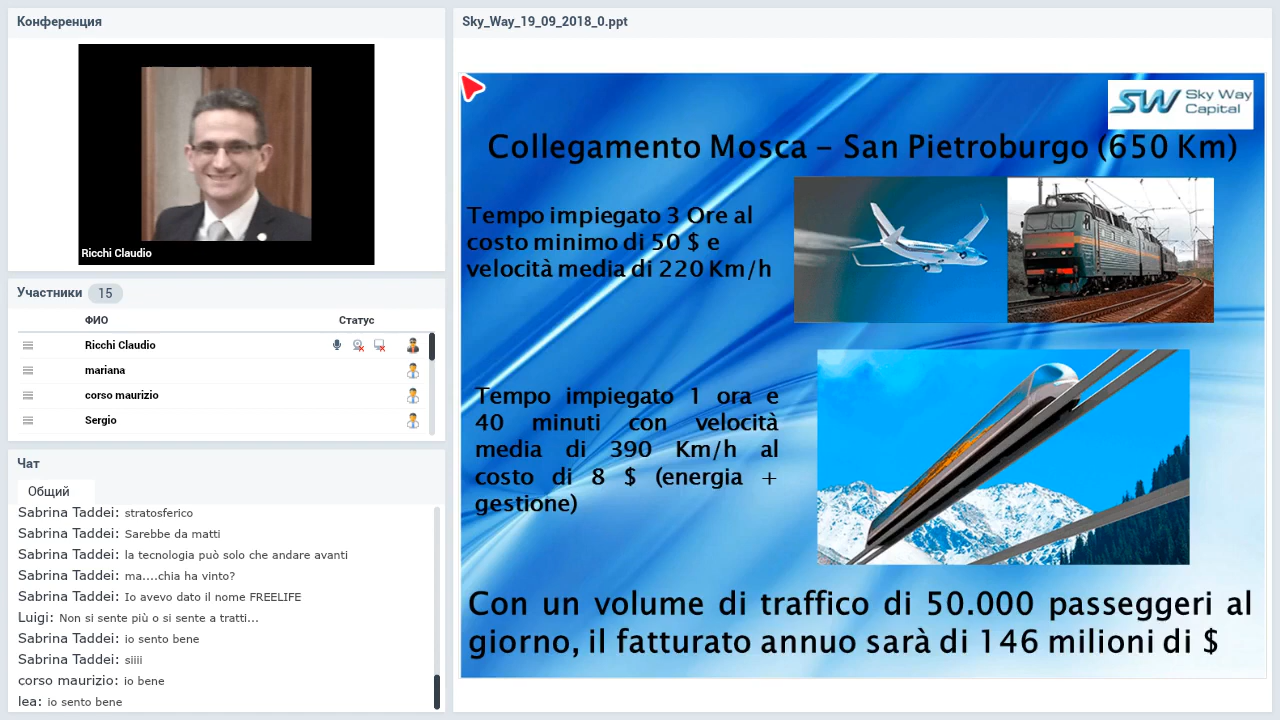 Конференция
Ricchi Claudio
Участники 15
ФИО Статус
Ricchi Claudio
mariana
corso maurizio
Sergio
Чат
Общий
Sabrina Taddei: stratosferico
Sabrina Taddei: Sarebbe da matti
Sabrina Taddei: la tecnologia può solo che andare avanti
Sabrina Taddei: ma....chia ha vinto?
Sabrina Taddei: Io avevo dato il nome FREELIFE
Luigi: Non si sente più o si sente a tratti...
Sabrina Taddei: io sento bene
Sabrina Taddei: siiii
corso maurizio: io bene
lea: io sento bene
Sky_Way_19_09_2018_0.ppt
SW Sky Way
Capital
Collegamento Mosca – San Pietroburgo (650 Km)
Tempo impiegato 3 Ore al
costo minimo di 50 $ e
velocità media di 220 Km/h
Tempo impiegato 1 ora e
40 minuti con velocità
media di 390 Km/h al
costo di 8 $ (energia +
gestione)
Con un volume di traffico di 50.000 passeggeri al
giorno, il fatturato annuo sarà di 146 milioni di $